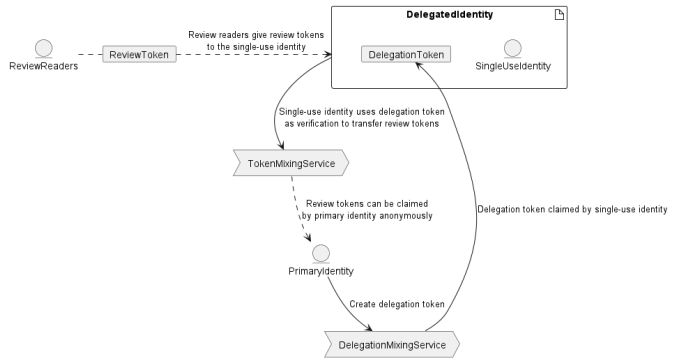 DelegatedIdentity
Review readers give review tokens
to the single-use identity
ReviewReaders
ReviewToken
DelegationToken
SingleUseIdentity
Single-use identity uses delegation token
as verification to transfer review tokens
TokenMixingService
Review tokens can be claimed
by primary identity anonymously
Delegation token claimed by single-use identity
PrimaryIdentity
Create delegation token
DelegationMixingService